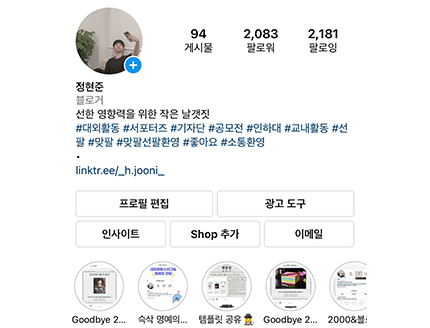 94 2,083 2,181
게시물 팔로워 팔로잉
정현준
블로거
선한 영향력을 위한 작은 날갯짓
#대외활동 #서포터즈 #기자단 #공모전 #인하대 #교내활동 #선
팔 #맞팔 #맞팔선팔환영 #좋아요 #소통환영
•
linktr.ee/_h.jooni_
프로필 편집 광고 도구
인사이트 Shop 추가 이메일
Goodbye 2... 슥삭 명예의... 템플릿 공유 Goodbye 2... 2000&블로